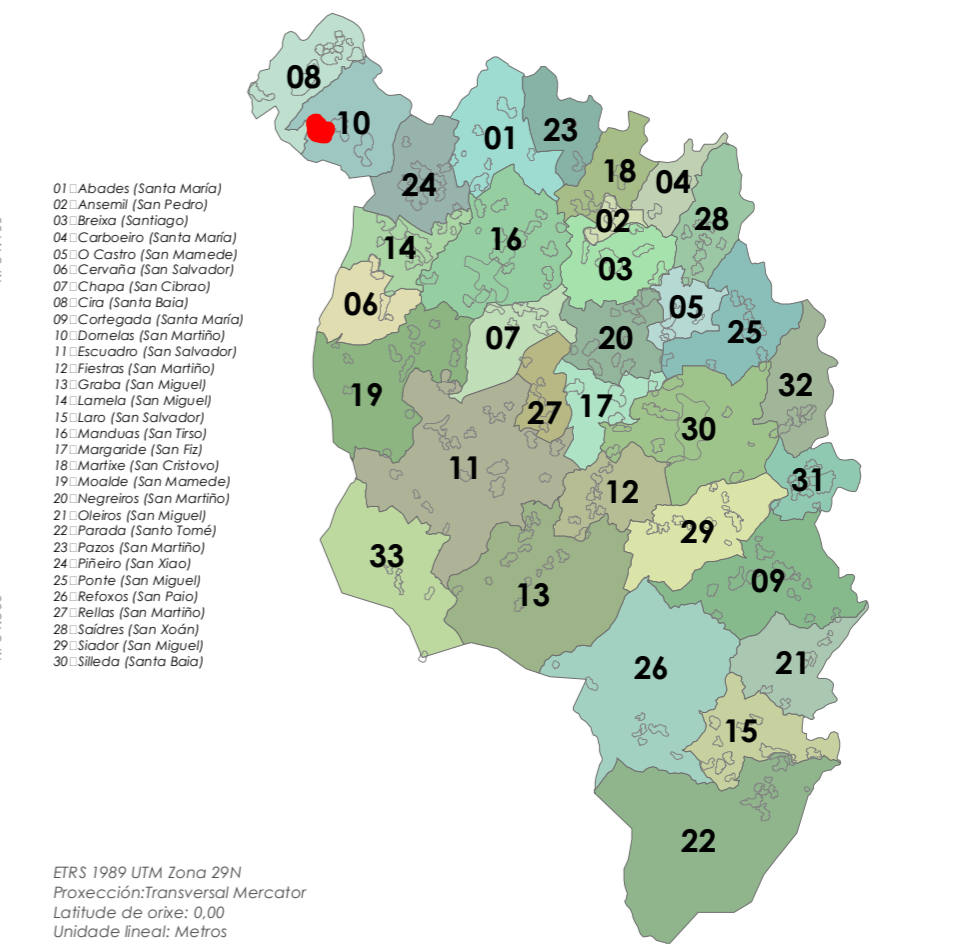 08
10
01
23
18
04
24
28
02
16
14
03
06
05
25
07
20
32
19
27
17
30
11
31
12
29
33
09
13
21
26
15
22
01□Abades (Santa María)
02□Ansemil (San Pedro)
03□Breixa (Santiago)
04□Carboeiro (Santa María)
05□O Castro (San Mamede)
06□Cervaña (San Salvador)
07□Chapa (San Cibrao)
08□Cira (Santa Baia)
09□Cortegada (Santa María)
10□Dornelas (San Martiño)
11□Escuadro (San Salvador)
12□Fiestras (San Martiño)
13□Graba (San Miguel)
14□Lamela (San Miguel)
15□Laro (San Salvador)
16□Manduas (San Tirso)
17□Margaride (San Fiz)
18□Martixe (San Cristovo)
19□Moalde (San Mamede)
20□Negreiros (San Martiño)
21□Oleiros (San Miguel)
22□Parada (Santo Tomé)
23□Pazos (San Martiño)
24□Piñeiro (San Xiao)
25□Ponte (San Miguel)
26□Refoxos (San Paio)
27□Rellas (San Martiño)
28□Saídres (San Xoán)
29□Siador (San Miguel)
30□Silleda (Santa Baia)
ETRS 1989 UTM Zona 29N
Proxección:Transversal Mercator
Latitude de orixe: 0,00
Unidade lineal: Metros